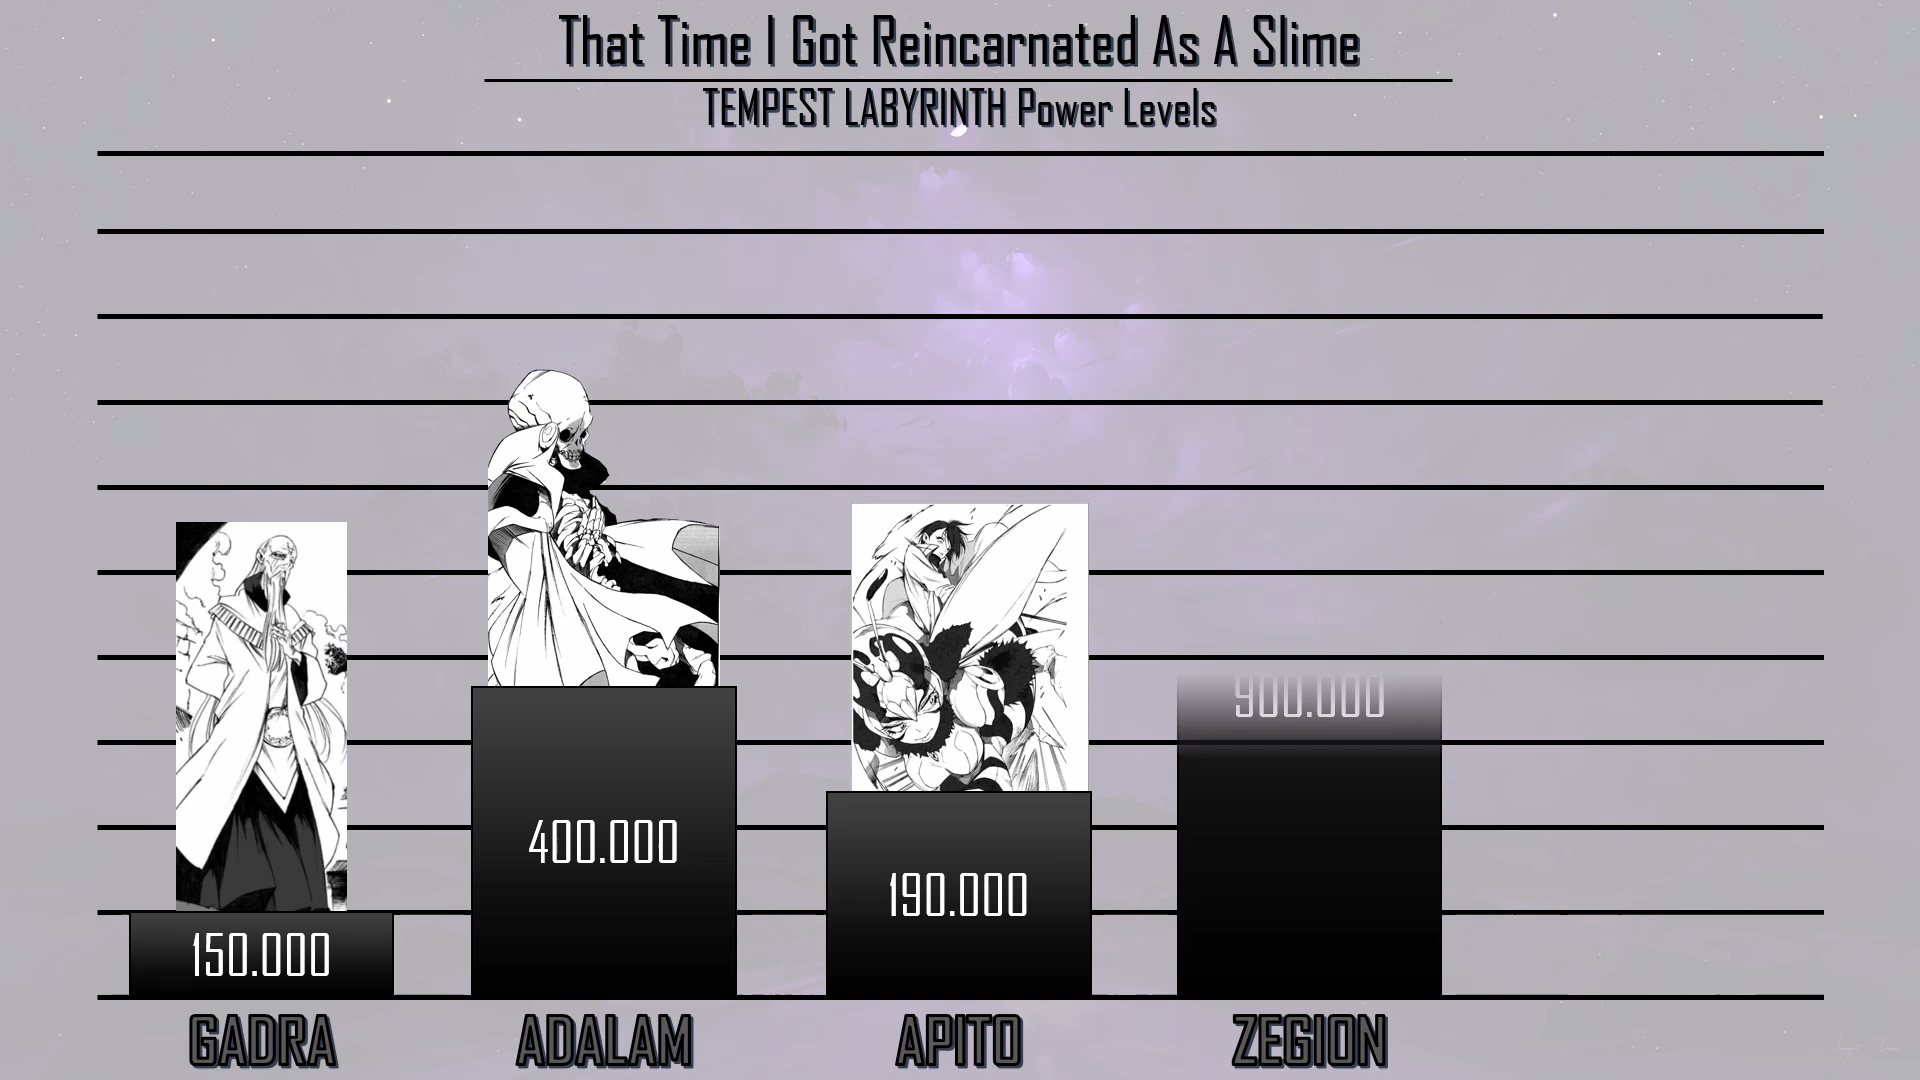 That Time I Got Reincarnated As A Slime
TEMPEST LABYRINTH Power Levels
150.000
400.000
190.000
900.000
GADRA
ADALAM
APITO
ZEGION